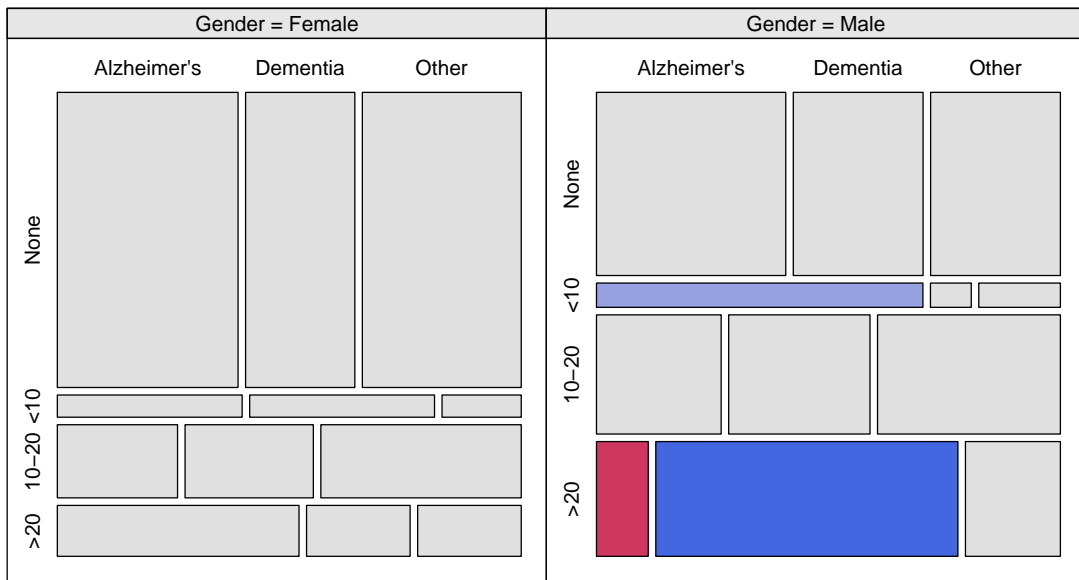 Gender = Female
Alzheimer's Dementia Other
None
<10
10−20
>20
Gender = Male
Alzheimer's Dementia Other
None
<10
10−20
>20